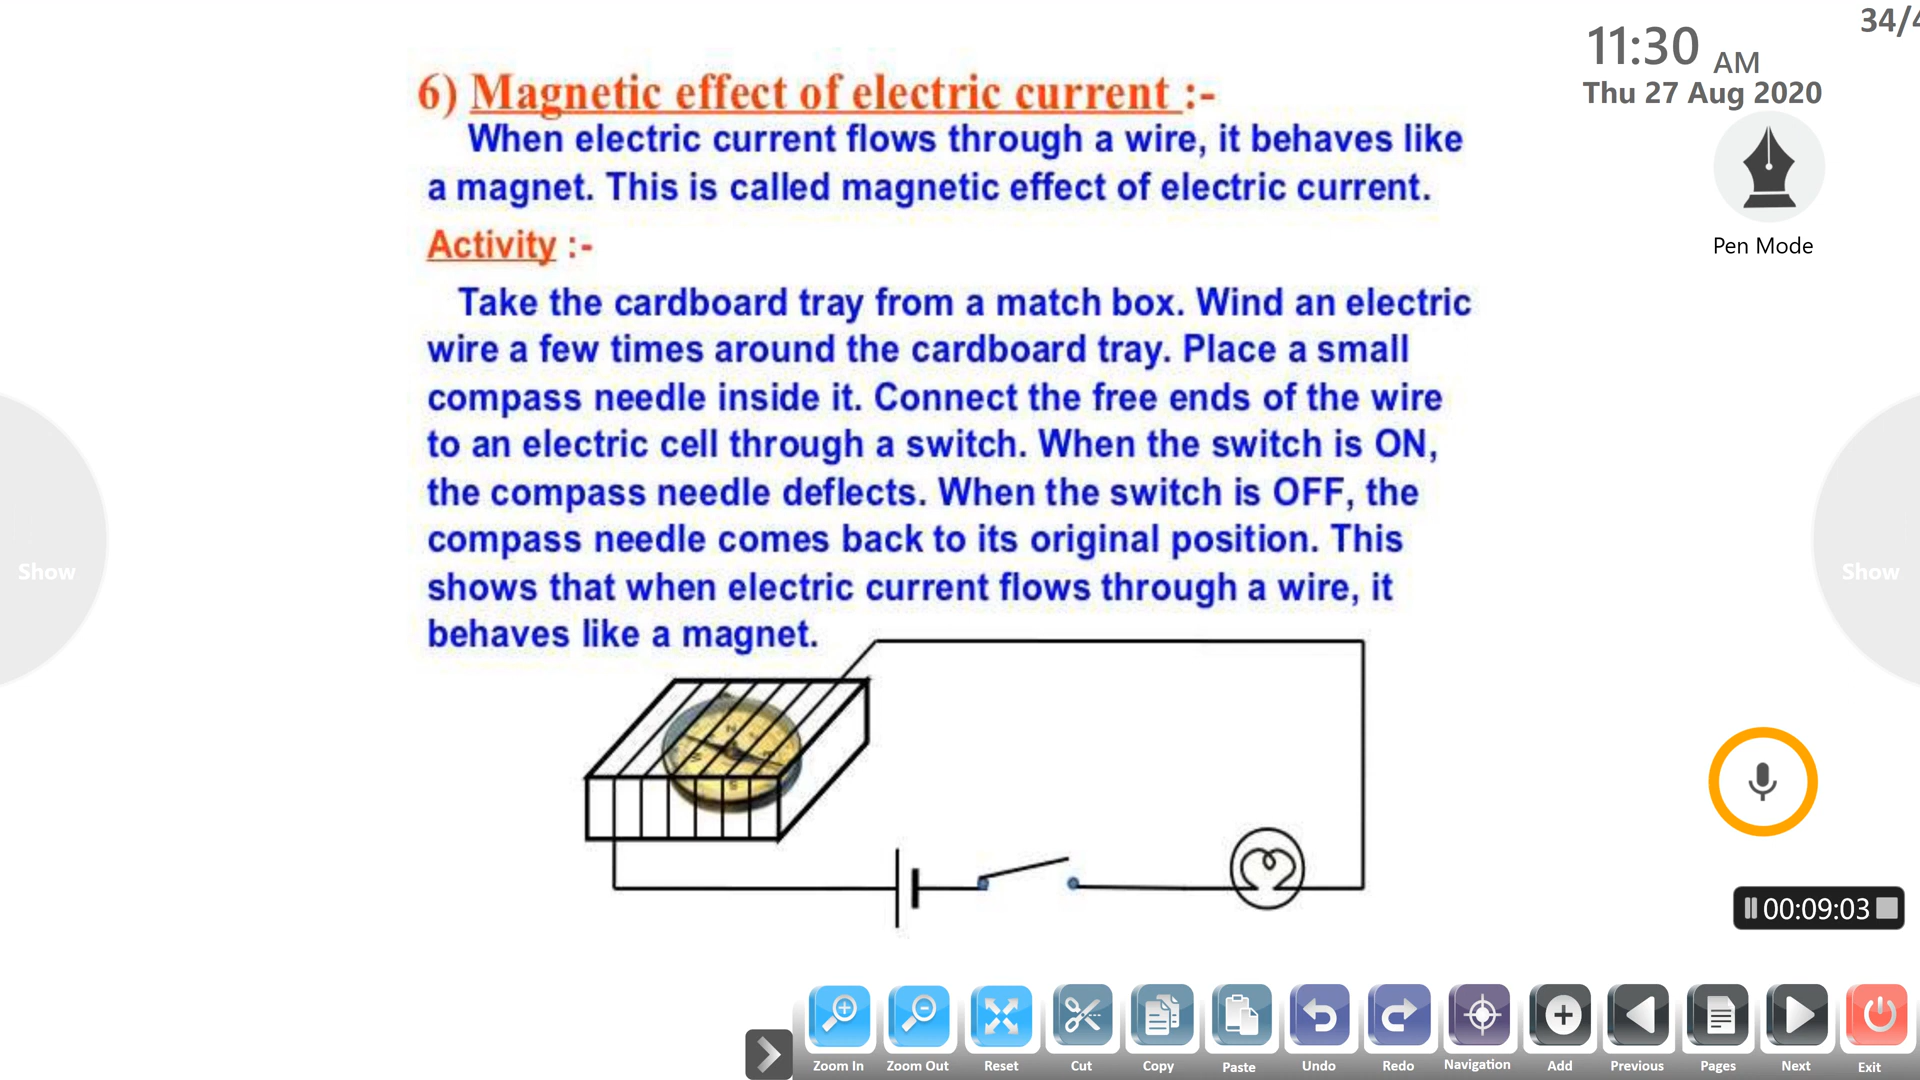 34/4
11:30 AM
Thu 27 Aug 2020
Pen Mode
6) Magnetic effect of electric current :-
When electric current flows through a wire, it behaves like
a magnet. This is called magnetic effect of electric current.
Activity :-
Take the cardboard tray from a match box. Wind an electric
wire a few times around the cardboard tray. Place a small
compass needle inside it. Connect the free ends of the wire
to an electric cell through a switch. When the switch is ON,
the compass needle deflects. When the switch is OFF, the
compass needle comes back to its original position. This
shows that when electric current flows through a wire, it
behaves like a magnet.
Show
Show
00:09:03
Zoom In Zoom Out Reset Cut Copy Paste Undo Redo Navigation Add Previous Pages Next Exit